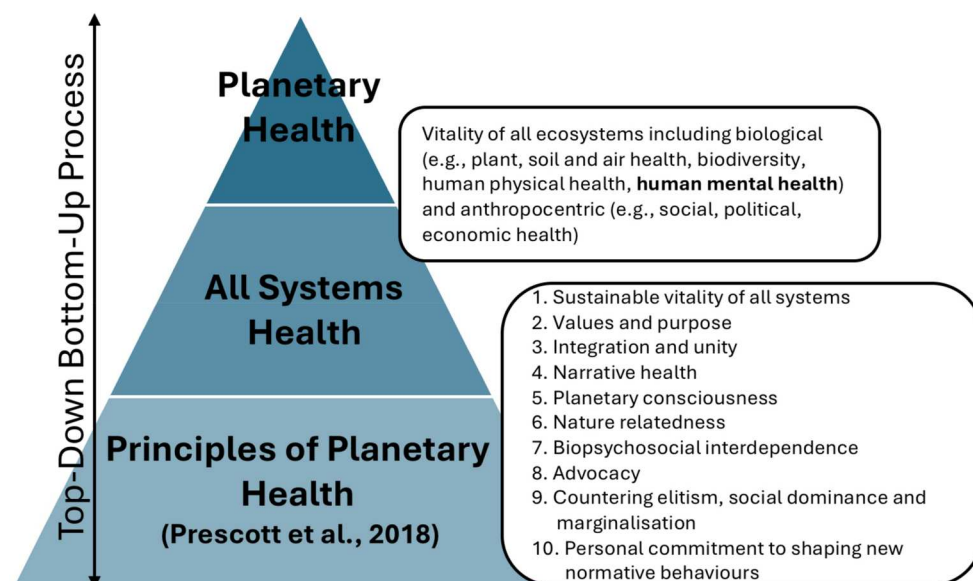 Top-Down Bottom-Up Process
Planetary
Health
Vitality of all ecosystems including biological
(e.g., plant, soil and air health, biodiversity,
human physical health, human mental health)
and anthropocentric (e.g., social, political,
economic health)
All Systems
Health
1. Sustainable vitality of all systems
2. Values and purpose
3. Integration and unity
4. Narrative health
5. Planetary consciousness
6. Nature relatedness
7. Biopsychosocial interdependence
8. Advocacy
9. Countering elitism, social dominance and
marginalisation
10. Personal commitment to shaping new
normative behaviours
Principles of Planetary
Health
(Prescott et al., 2018)